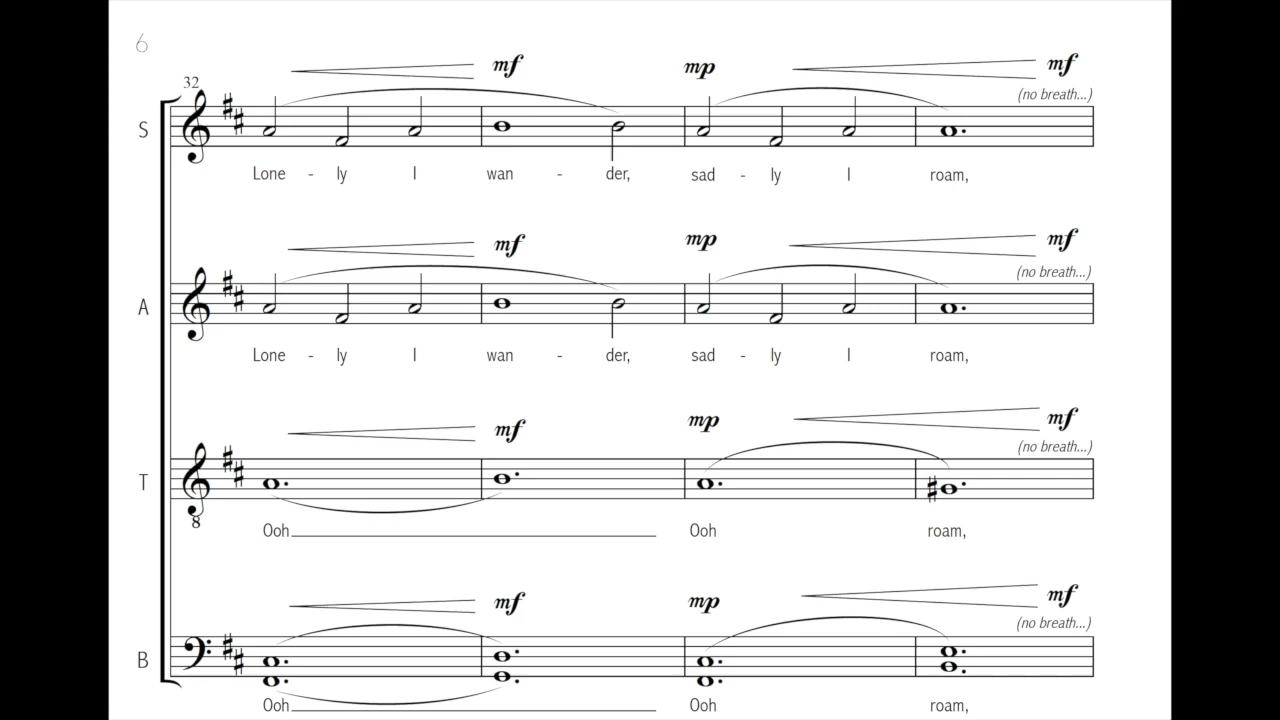 6
mf mp mf
32
(no breath...)
S
Lone - ly I wan - der, sad - ly I roam,
mf mp mf
(no breath...)
A
Lone - ly I wan - der, sad - ly I roam,
mf mp mf
(no breath...)
T
8
Ooh Ooh roam,
mf mp mf
(no breath...)
B
Ooh Ooh roam,